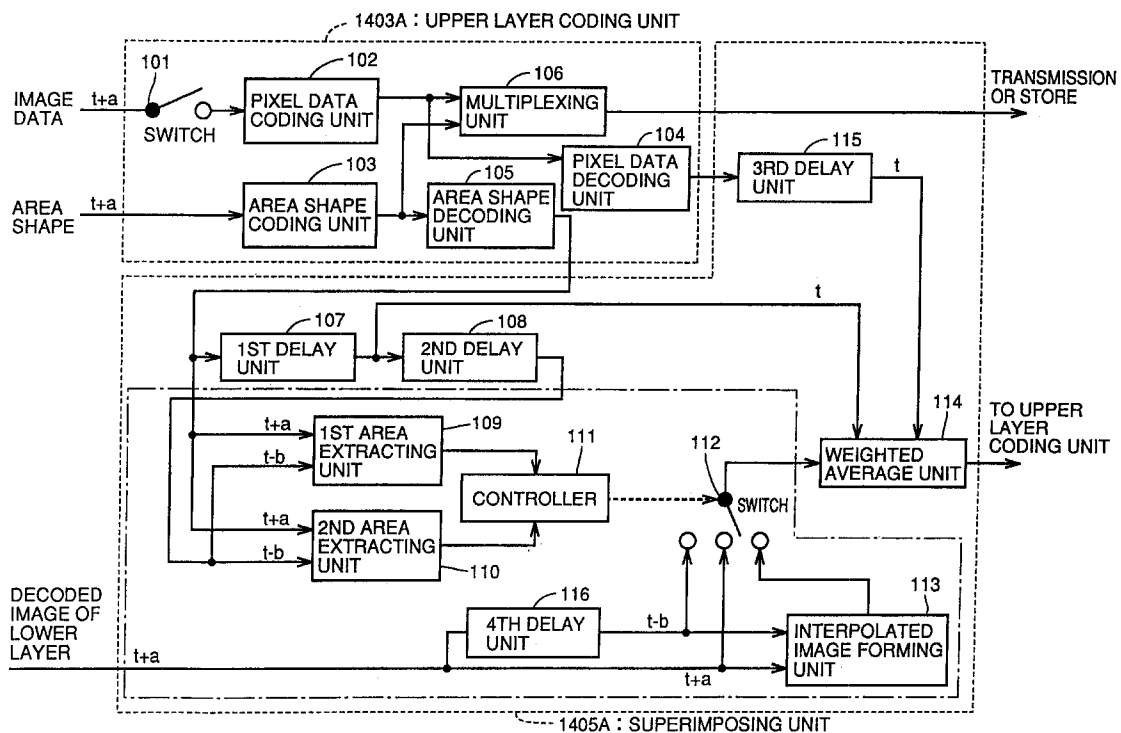 1403A : UPPER LAYER CODING UNIT
101
102
106
IMAGE
DATA
t+a
SWITCH
PIXEL DATA
CODING UNIT
MULTIPLEXING
UNIT
TRANSMISSION
OR STORE
103
105
104
115
PIXEL DATA
DECODING
UNIT
3RD DELAY
UNIT
t
AREA
SHAPE
t+a
AREA SHAPE
CODING UNIT
AREA SHAPE
DECODING
UNIT
t
107
108
1ST DELAY
UNIT
2ND DELAY
UNIT
109
t+a
t-b
1ST AREA
EXTRACTING
UNIT
111
CONTROLLER
112
SWITCH
114
WEIGHTED
AVERAGE UNIT
TO UPPER
LAYER
CODING UNIT
t+a
t-b
2ND AREA
EXTRACTING
UNIT
110
DECODED
IMAGE OF
LOWER
LAYER
t+a
116
4TH DELAY
UNIT
t-b
t+a
113
INTERPOLATED
IMAGE FORMING
UNIT
1405A : SUPERIMPOSING UNIT